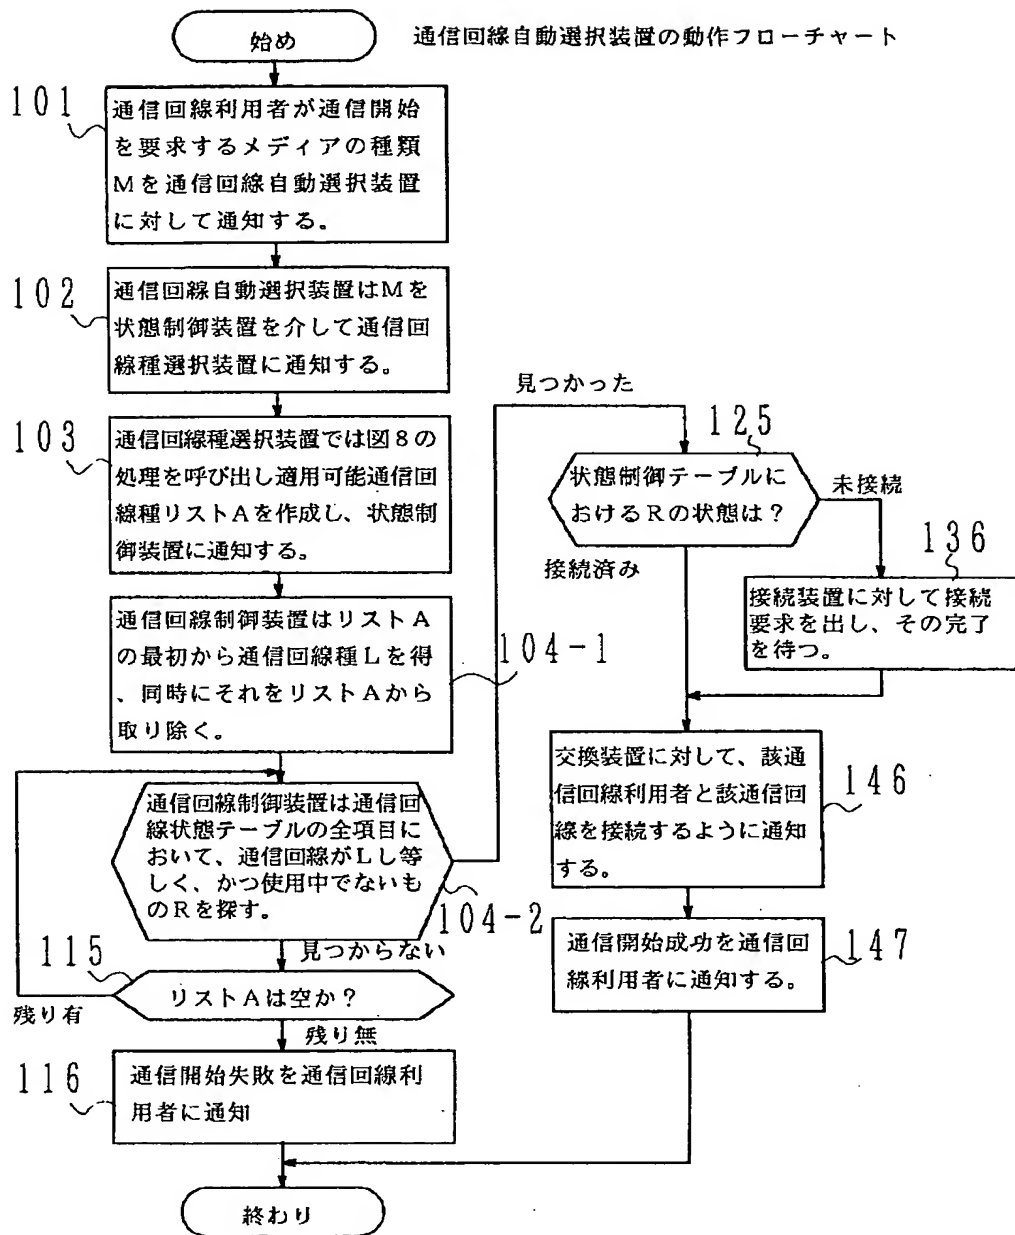 始め
通信回線自動選択装置の動作フローチャート
101
通信回線利用者が通信開始
を要求するメディアの種類
Mを通信回線自動選択装置
に対して通知する。
102
通信回線自動選択装置はMを
状態制御装置を介して通信回
線種選択装置に通知する。
103
通信回線種選択装置では図8の
処理を呼び出し適用可能通信回
線種リストAを作成し、状態制
御装置に通知する。
通信回線制御装置はリストA
の最初から通信回線種Lを得
、同時にそれをリストAから
取り除く。
104-1
通信回線制御装置は通信回
線状態テーブルの全項目に
おいて、通信回線がLし等
しく、かつ使用中でないも
のRを探す。
104-2
見つかった
見つからない
115
リストAは空か?
残り有
残り無
116
通信開始失敗を通信回線利
用者に通知
125
状態制御テーブルに
おけるRの状態は?
未接続
接続済み
136
接続装置に対して接続
要求を出し、その完了
を待つ。
交換装置に対して、該通
信回線利用者と該通信回
線を接続するように通知
する。
146
通信開始成功を通信回
線利用者に通知する。
147
終わり